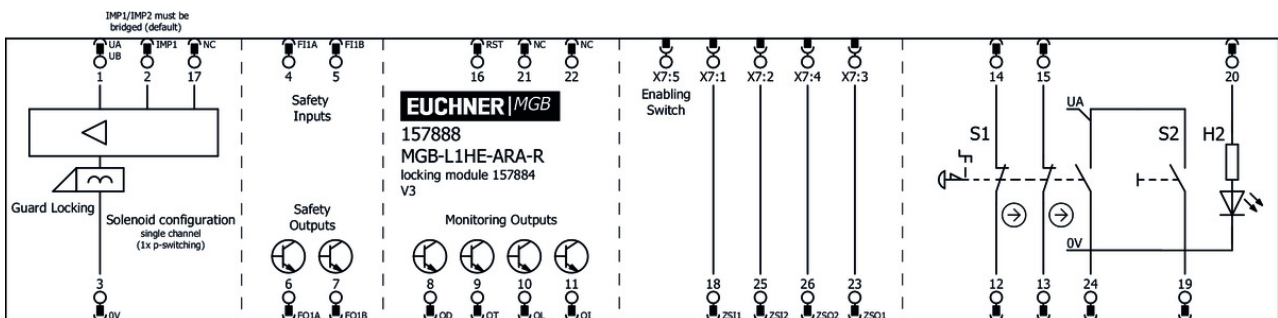 IMP1/IMP2 must be
bridged (default)
UA
UB
IMP1
NC
FI1A
FI1B
RST
NC
NC
1
2
17
4
5
16
21
22
X7:5
X7:1
X7:2
X7:4
X7:3
14
15
20
Safety
Inputs
Enabling
Switch
EUCHNER MGB
157888
MGB-L1HE-ARA-R
locking module 157884
V3
UA
S1
S2
H2
Guard Locking
Solenoid configuration
single channel
(1x p-switching)
Safety
Outputs
Monitoring Outputs
0V
3
6
7
8
9
10
11
18
25
26
23
12
13
24
19
0V
FO1A
FO1B
OD
OT
OL
OI
ZSI1
ZSI2
ZSO2
ZSO1